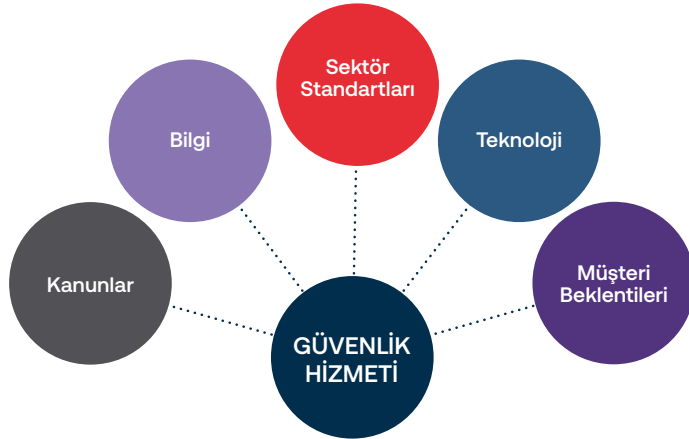 Sektör
Standartları
Bilgi
Teknoloji
Kanunlar
Müşteri
Beklentileri
GÜVENLİK
HİZMETİ